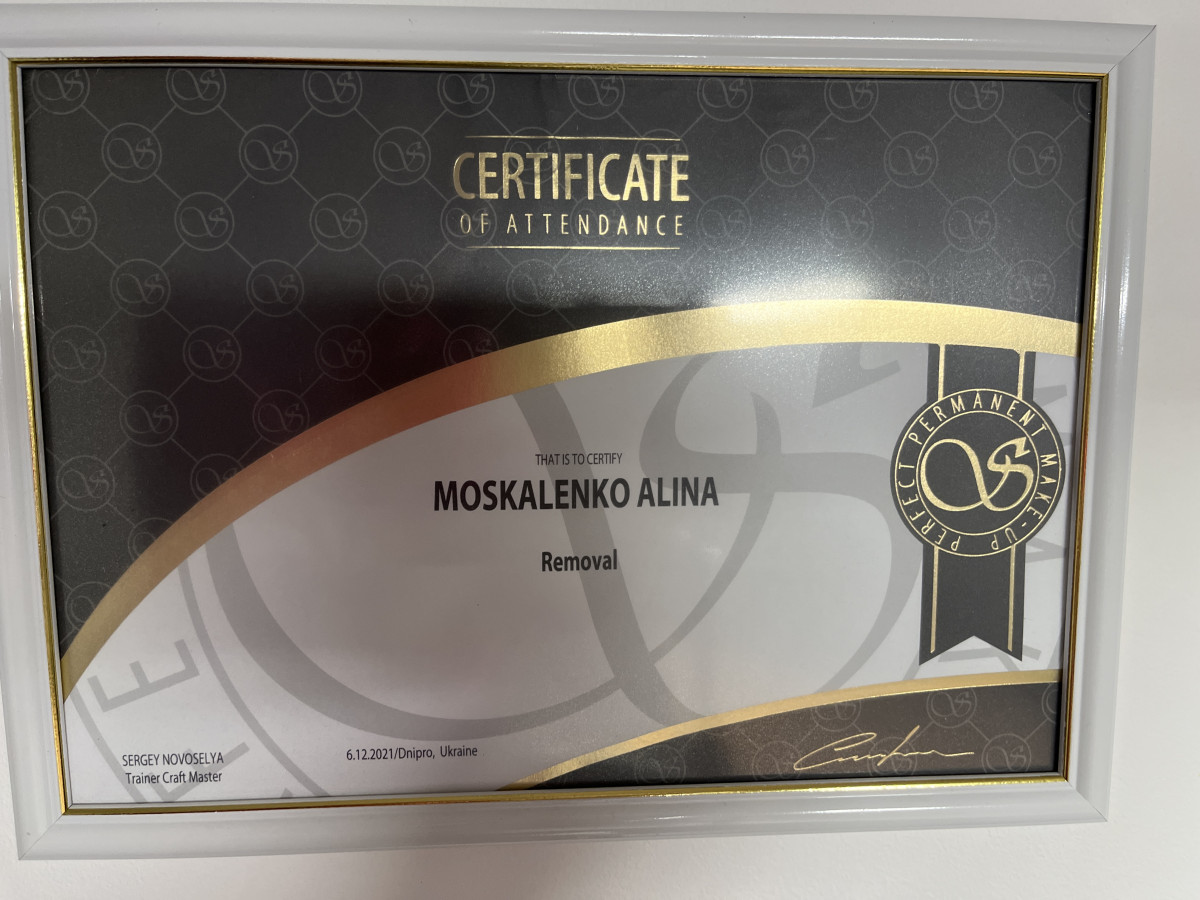 CERTIFICATE
OF ATTENDANCE
THAT IS TO CERTIFY
MOSKALENKO ALINA
Removal
PERFECT PERMANENT MAKE-UP
SERGEY NOVOSELYA
Trainer Craft Master
6.12.2021/Dnipro, Ukraine